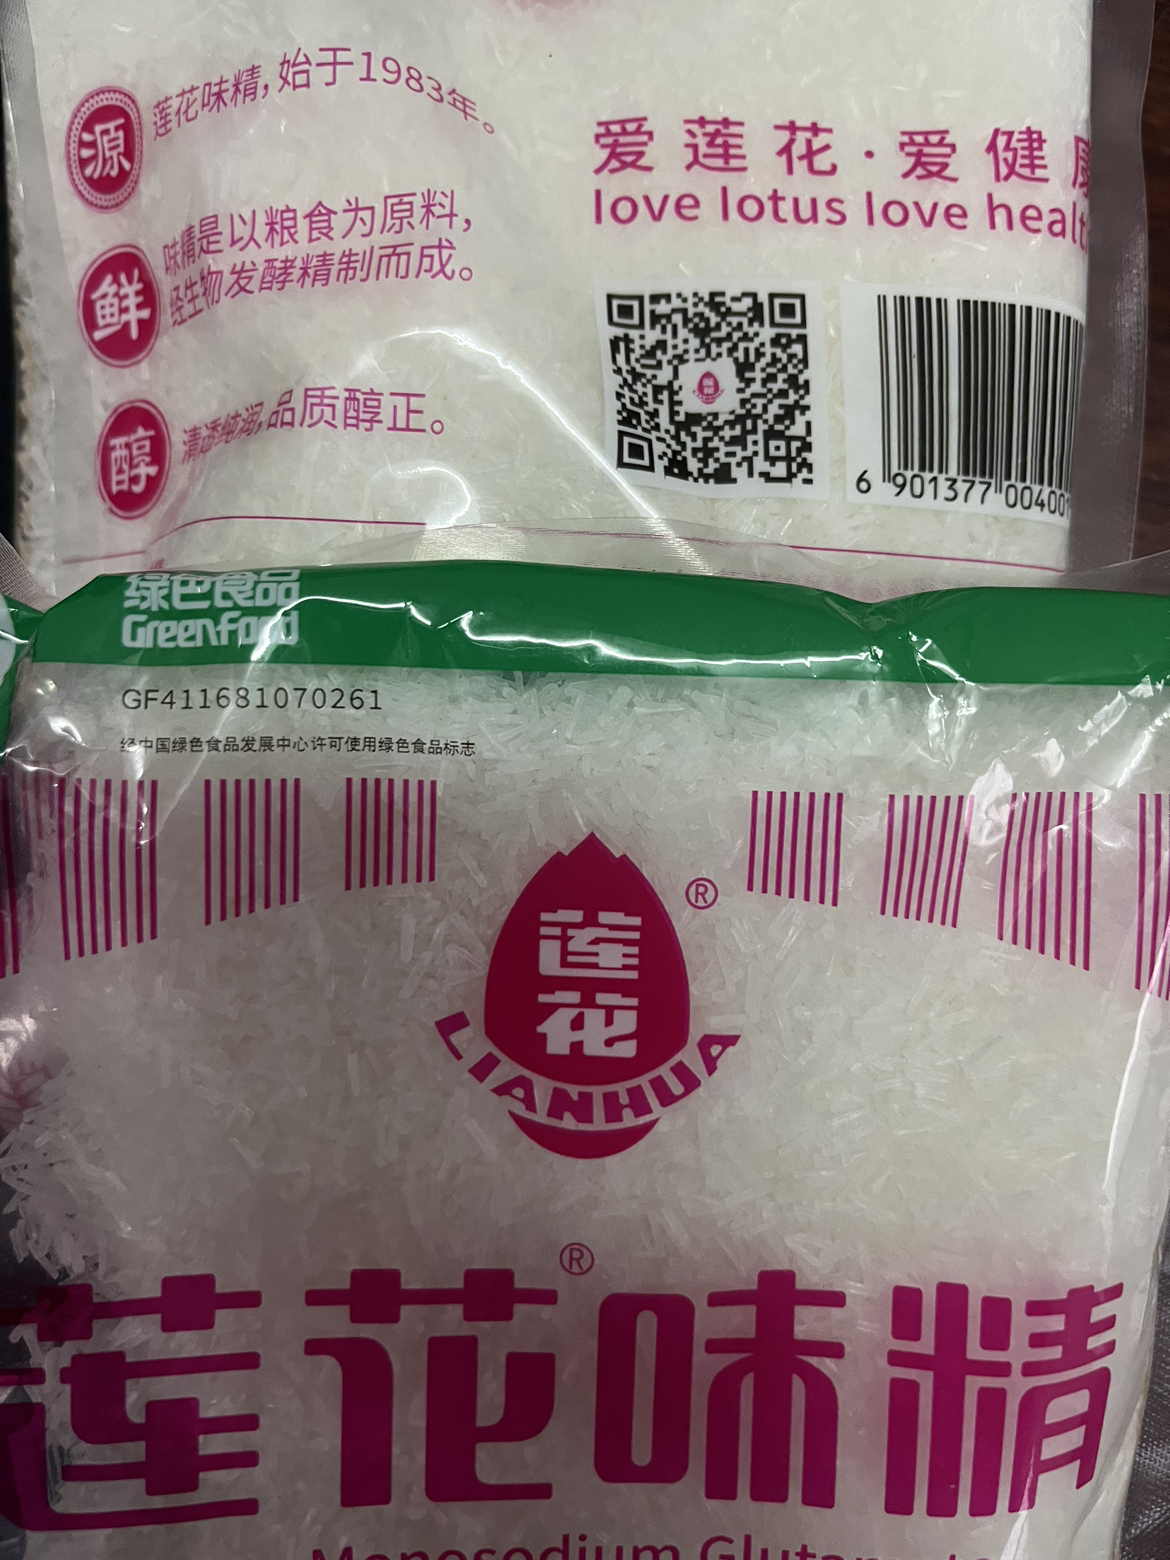 源
莲花味精,始于1983年。
鲜
味精是以粮食为原料,
经生物发酵精制而成。
醇
清透纯润,品质醇正。
爱莲花·爱健康
love lotus love healt
6 901377 00400
绿色食品
Greenfood
GF411681070261
经中国绿色食品发展中心许可使用绿色食品标志
®
莲花
LIANHUA
®
莲花味精
Monosodium Glutamate